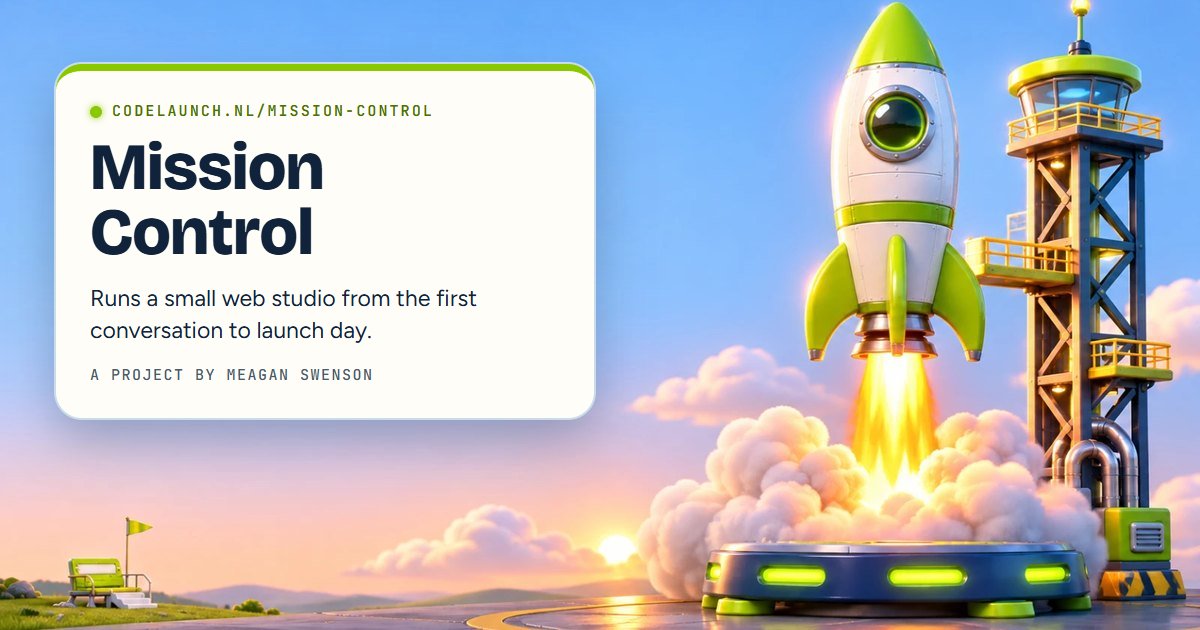 CODELAUNCH.NL/MISSION-CONTROL
Mission
Control
Runs a small web studio from the first
conversation to launch day.
A PROJECT BY MEAGAN SWENSON